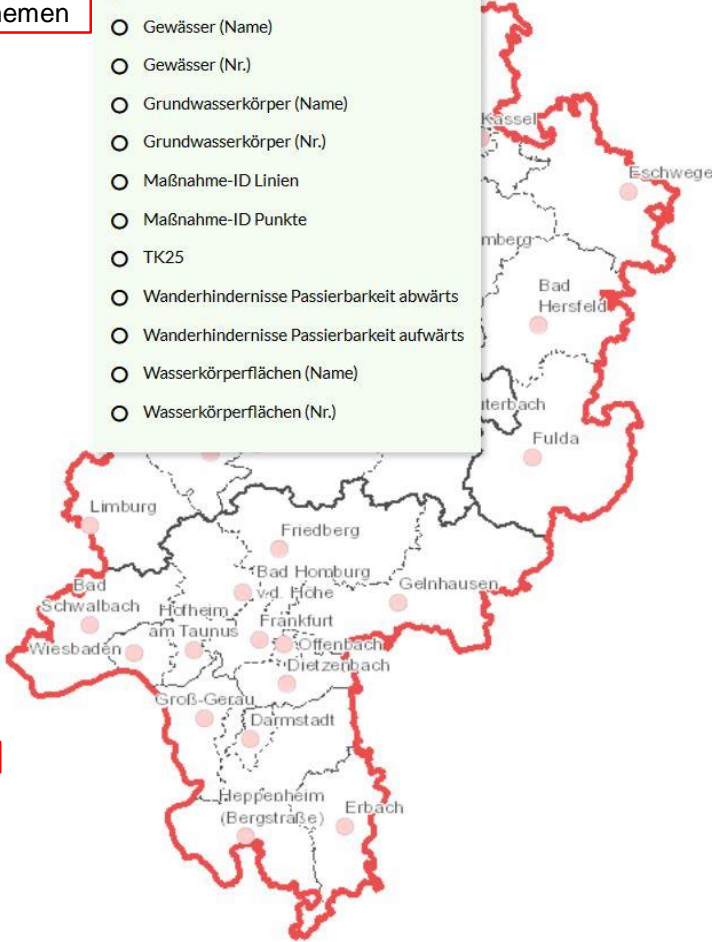 Gewässer (Name)
Gewässer (Nr.)
Grundwasserkörper (Name)
Grundwasserkörper (Nr.)
Maßnahme-ID Linien
Maßnahme-ID Punkte
TK25
Wanderhindernisse Passierbarkeit abwärts
Wanderhindernisse Passierbarkeit aufwärts
Wasserkörperflächen (Name)
Wasserkörperflächen (Nr.)
Kassel
Eschwege
Bad
Hersfeld
Fulda
Limburg
Friedberg
Bad Homburg
v.d. Höhe
Gelnhausen
Bad
Schwalbach
Hofheim
am Taunus
Frankfurt
Wiesbaden
Offenbach
Dietzenbach
Groß-Gerau
Darmstadt
Heppenheim
(Bergstraße)
Erbach